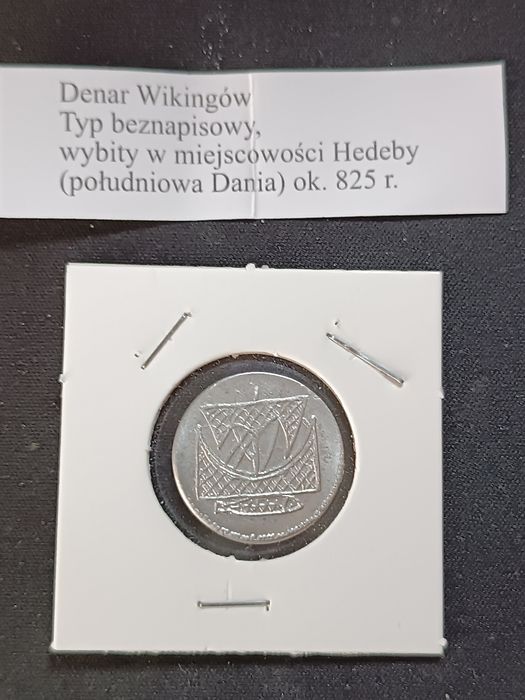 Denar Wikingów
Typ beznapisowy,
wybity w miejscowości Hedeby
(południowa Dania) ok. 825 r.